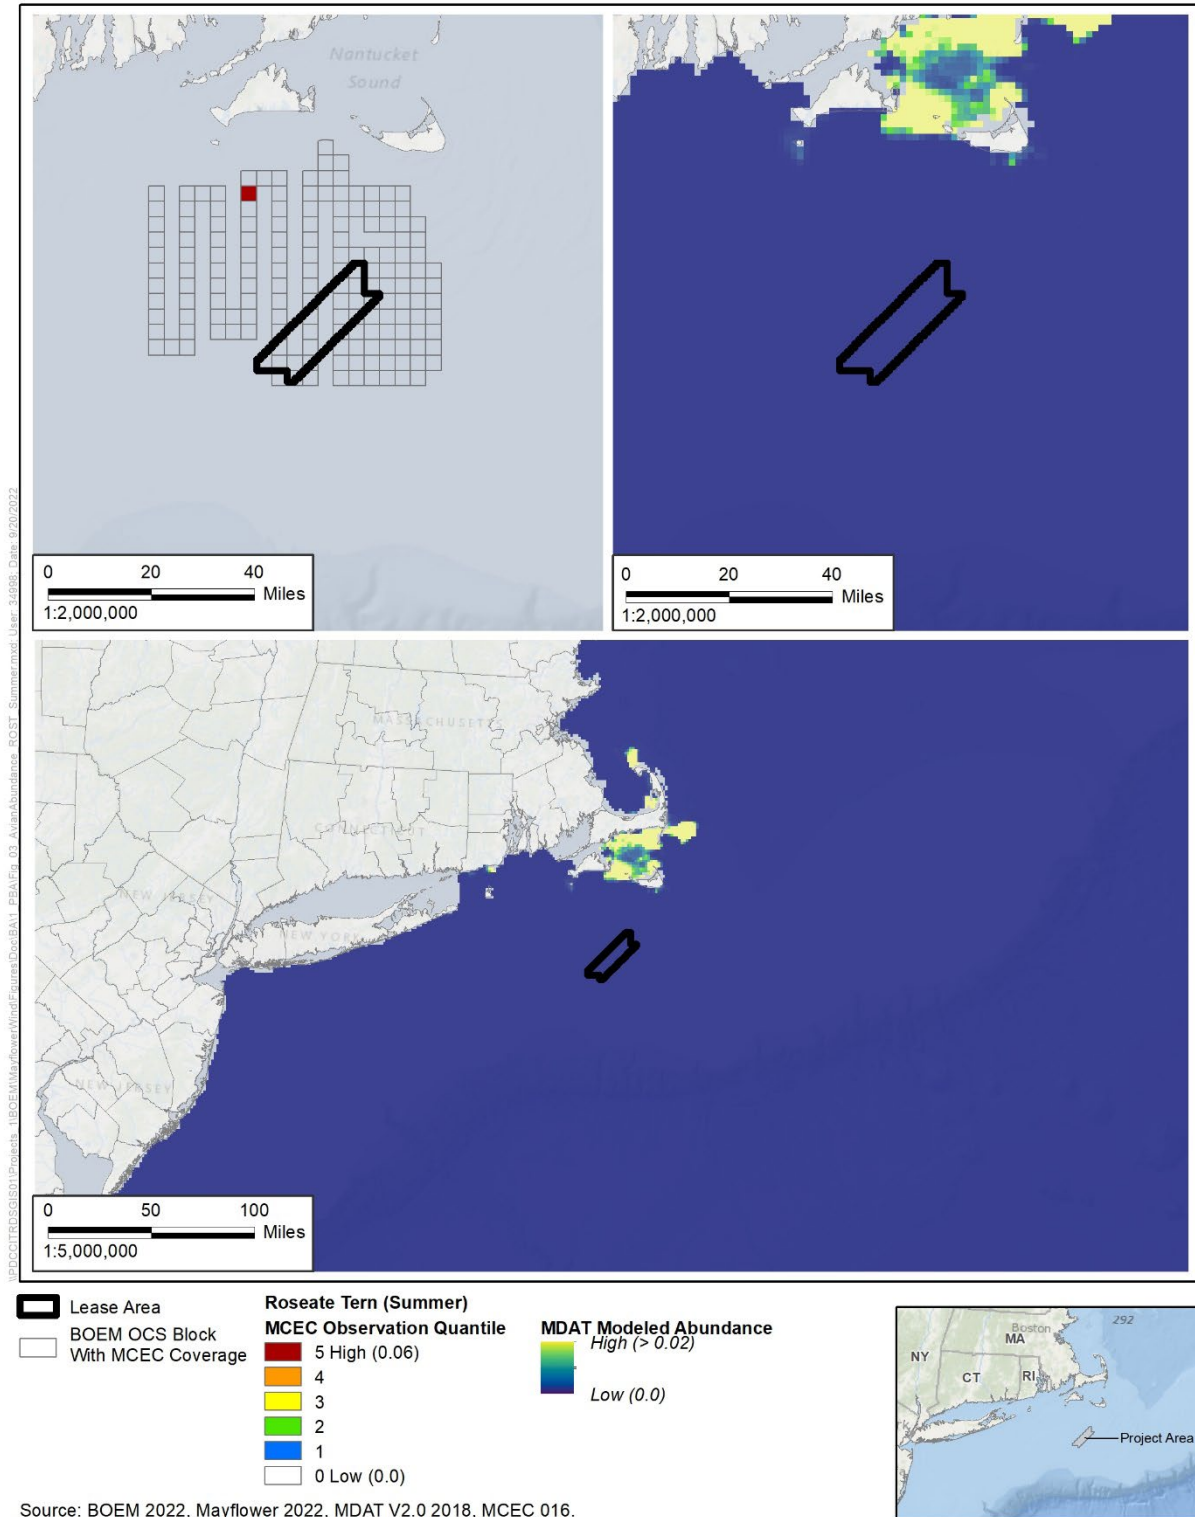 Nantucket
Sound
0 20 40
Miles
1:2,000,000
0 20 40
Miles
1:2,000,000
MASSACHUSETTS
CONNECTICUT
NEW JERSEY
NEW YORK
NEW JERSEY
0 50 100
Miles
1:5,000,000
Lease Area
BOEM OCS Block
With MCEC Coverage
Roseate Tern (Summer)
MCEC Observation Quantile
5 High (0.06)
4
3
2
1
0 Low (0.0)
MDAT Modeled Abundance
High (> 0.02)
Low (0.0)
292
Boston
MA
NY
CT
RI
Project Area
Source: BOEM 2022, Mayflower 2022, MDAT V2.0 2018, MCEC 016.